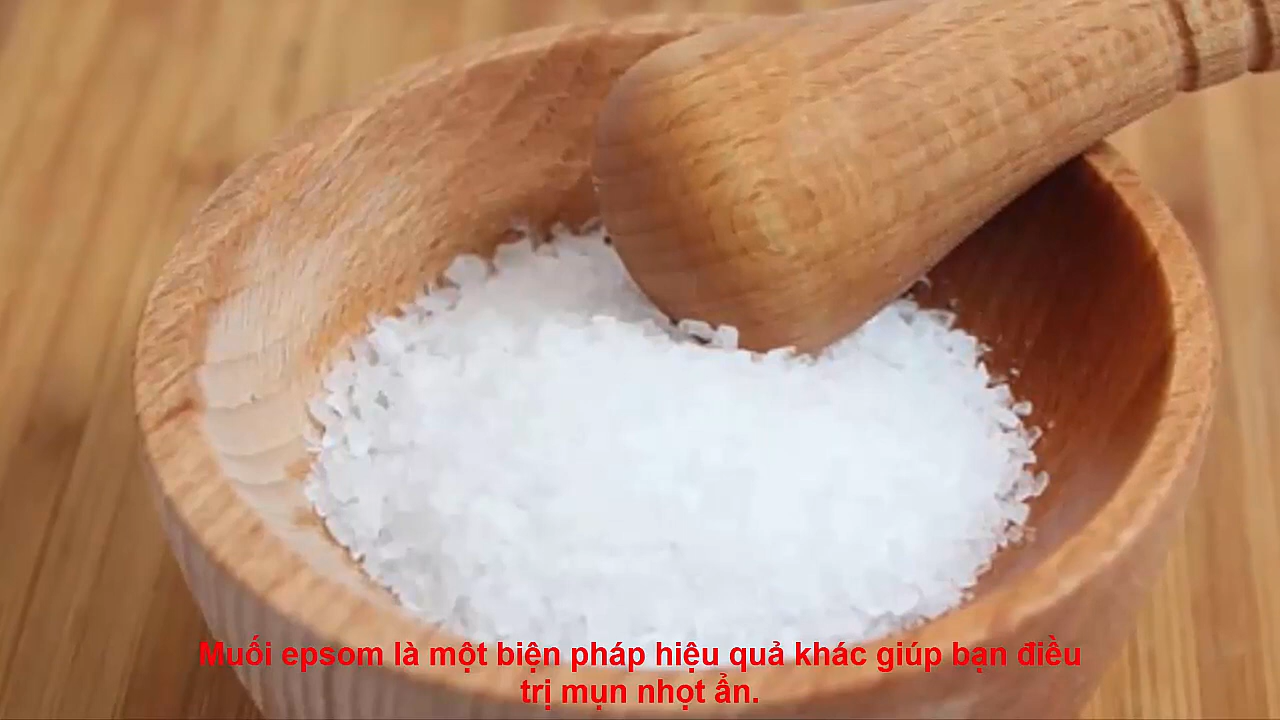 Muối epsom là một biện pháp hiệu quả khác giúp bạn điều
trị mụn nhọt ẩn.